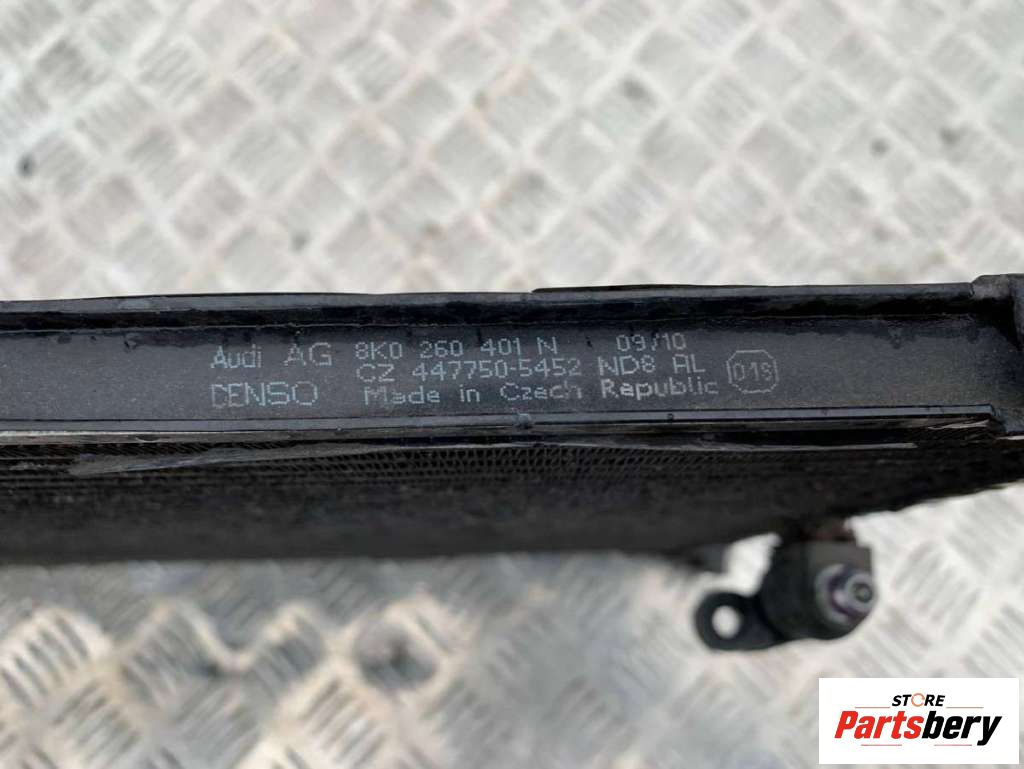 Audi AG 8K0 260 401 N 09/10
CZ 447750-5452 ND8 AL
DENSO Made in Czech Republic
STORE
Partsbery